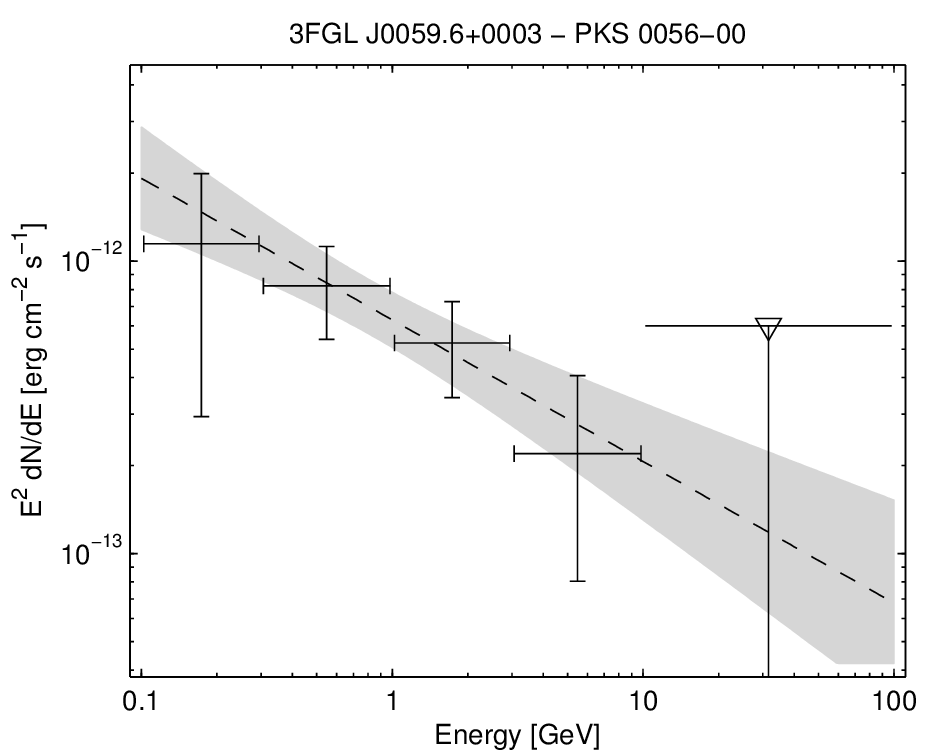 3FGL J0059.6+0003 − PKS 0056−00
E² dN/dE [erg cm⁻² s⁻¹]
10⁻¹²
10⁻¹³
0.1 1 10 100
Energy [GeV]